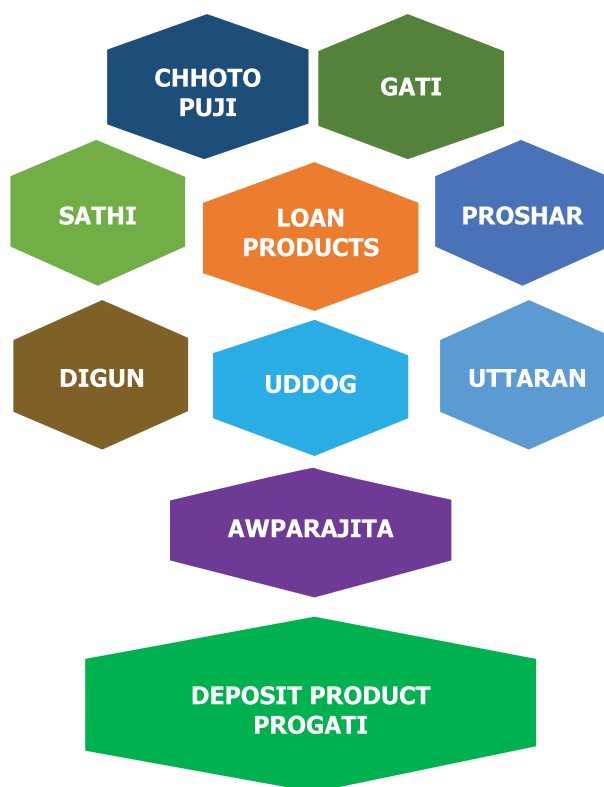 CHHOTO
PUJI
GATI
SATHI
LOAN
PRODUCTS
PROSHAR
DIGUN
UDDOG
UTTARAN
AWPARAJITA
DEPOSIT PRODUCT
PROGATI